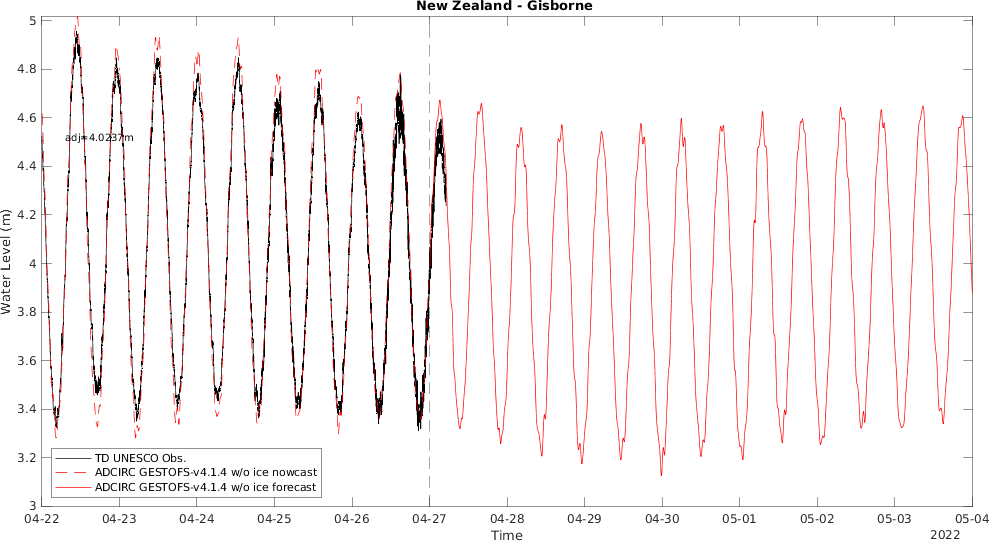 New Zealand - Gisborne
5
4.8
4.6
4.4
4.2
4
3.8
3.6
3.4
3.2
3
Water Level (m)
adj=4.0237m
TD UNESCO Obs.
ADCIRC GESTOFS-v4.1.4 w/o ice nowcast
ADCIRC GESTOFS-v4.1.4 w/o ice forecast
04-22 04-23 04-24 04-25 04-26 04-27 04-28 04-29 04-30 05-01 05-02 05-03 05-04
Time
2022